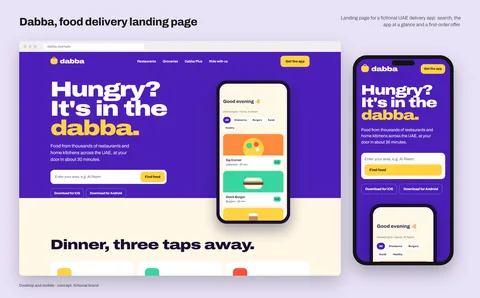 Dabba, food delivery landing page
Landing page for a fictional UAE delivery app: search, the
app at a glance and a first-order offer
dabba
Restaurants Groceries Dabba Plus Ride with us
Get the app
Hungry?
It's in the
dabba.
Food from thousands of restaurants and
home kitchens across the UAE, at your
door in about 30 minutes.
Enter your area, e.g. Al Reem
Find food
Download for iOS Download for Android
Good evening
All Shawarma Burgers Karak
Healthy
Dinner, three taps away.
dabba
Get the app
Hungry?
It's in the
dabba.
Food from thousands of restaurants and
home kitchens across the UAE, at your
door in about 30 minutes.
Enter your area, e.g. Al Reem
Find food
Download for iOS Download for Android
Good evening
All Shawarma Burgers
Karak Healthy
Desktop and mobile · concept, fictional brand